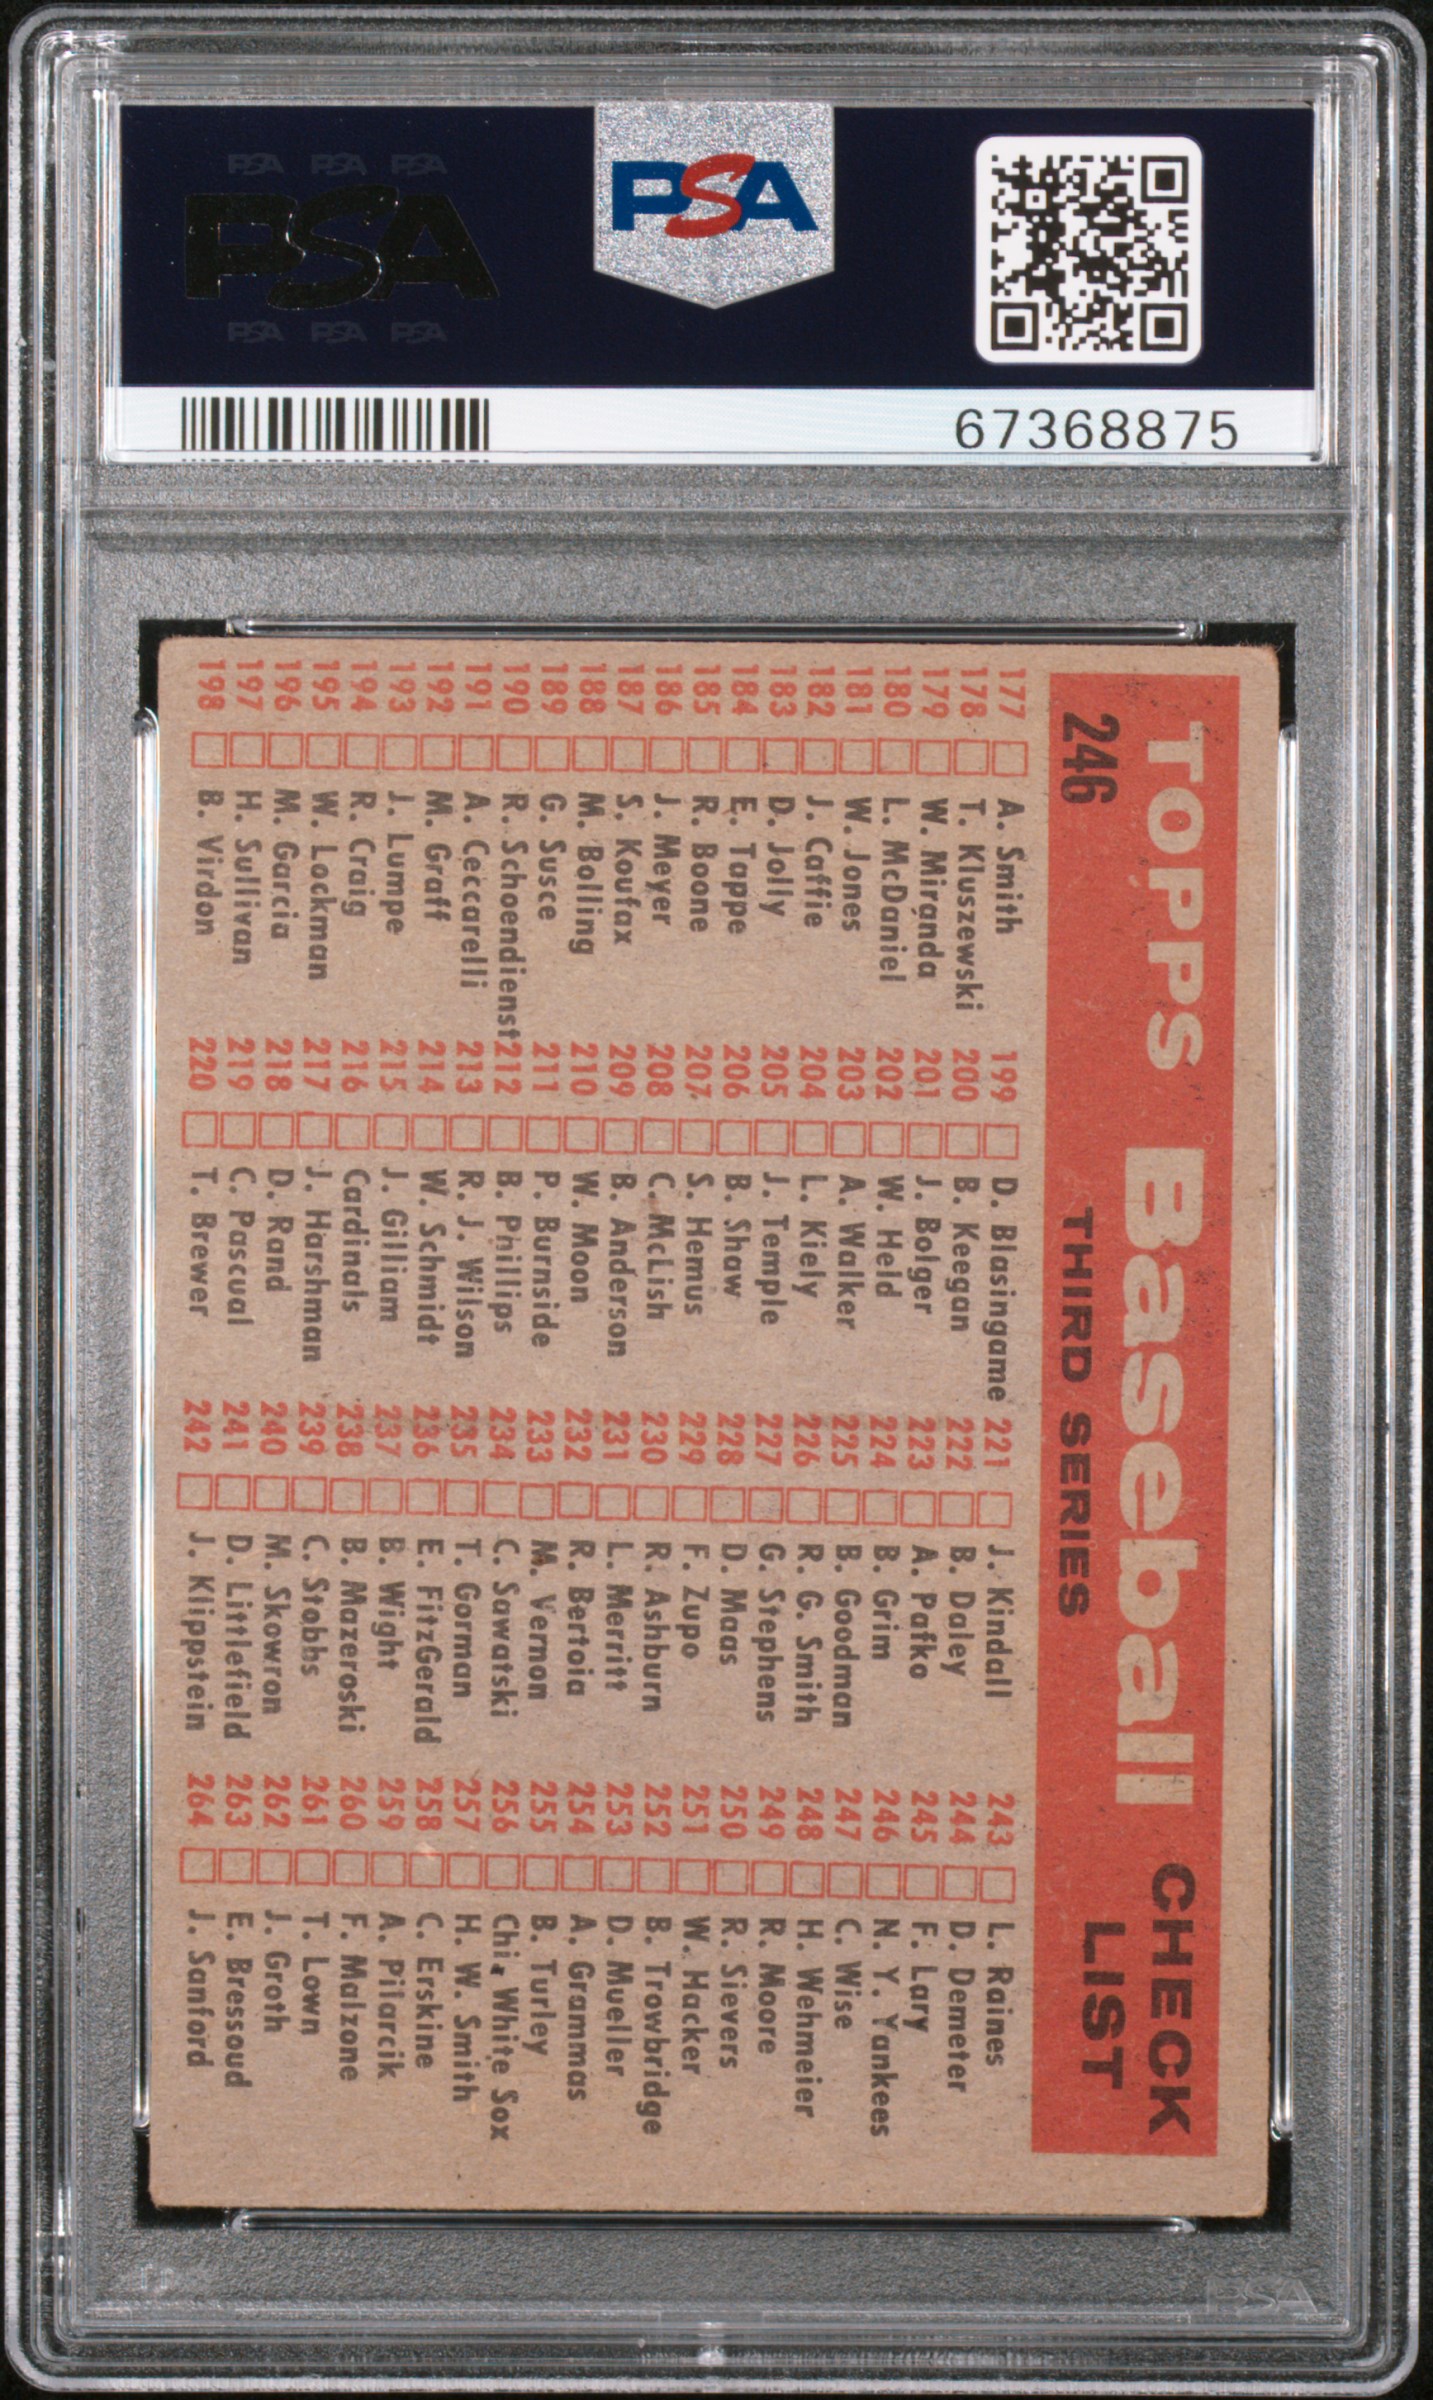 PSA PSA PSA
PSA
PSA PSA PSA
PSA
67368875
TOPPS Baseball CHECK LIST
246 THIRD SERIES
177 A. Smith
178 T. Kluszewski
179 W. Miranda
180 L. McDaniel
181 W. Jones
182 J. Caffie
183 D. Jolly
184 E. Tappe
185 R. Boone
186 J. Meyer
187 S. Koufax
188 M. Bolling
189 G. Susce
190 R. Schoendienst
191 A. Ceccarelli
192 M. Graff
193 J. Lumpe
194 R. Craig
195 W. Lockman
196 M. Garcia
197 H. Sullivan
198 B. Virdon
199 D. Blasingame
200 B. Keegan
201 J. Bolger
202 W. Held
203 A. Walker
204 L. Kiely
205 J. Temple
206 B. Shaw
207 S. Hemus
208 C. McLish
209 B. Anderson
210 W. Moon
211 P. Burnside
212 B. Phillips
213 R. J. Wilson
214 W. Schmidt
215 J. Gilliam
216 Cardinals
217 J. Harshman
218 D. Rand
219 C. Pascual
220 T. Brewer
221 J. Kindall
222 B. Daley
223 A. Pafko
224 B. Grim
225 B. Goodman
226 R. G. Smith
227 G. Stephens
228 D. Maas
229 F. Zupo
230 R. Ashburn
231 L. Merritt
232 R. Bertoia
233 M. Vernon
234 C. Sawatski
235 T. Gorman
236 E. FitzGerald
237 B. Wight
238 B. Mazeroski
239 C. Stobbs
240 M. Skowron
241 D. Littlefield
242 J. Klippstein
243 L. Raines
244 D. Demeter
245 F. Lary
246 N. Y. Yankees
247 C. Wise
248 H. Wehmeier
249 R. Moore
250 R. Sievers
251 W. Hacker
252 B. Trowbridge
253 D. Mueller
254 A. Grammas
255 B. Turley
256 Chi. White Sox
257 H. W. Smith
258 C. Erskine
259 A. Pilarcik
260 F. Malzone
261 T. Lown
262 J. Groth
263 E. Bressoud
264 J. Sanford
PSA